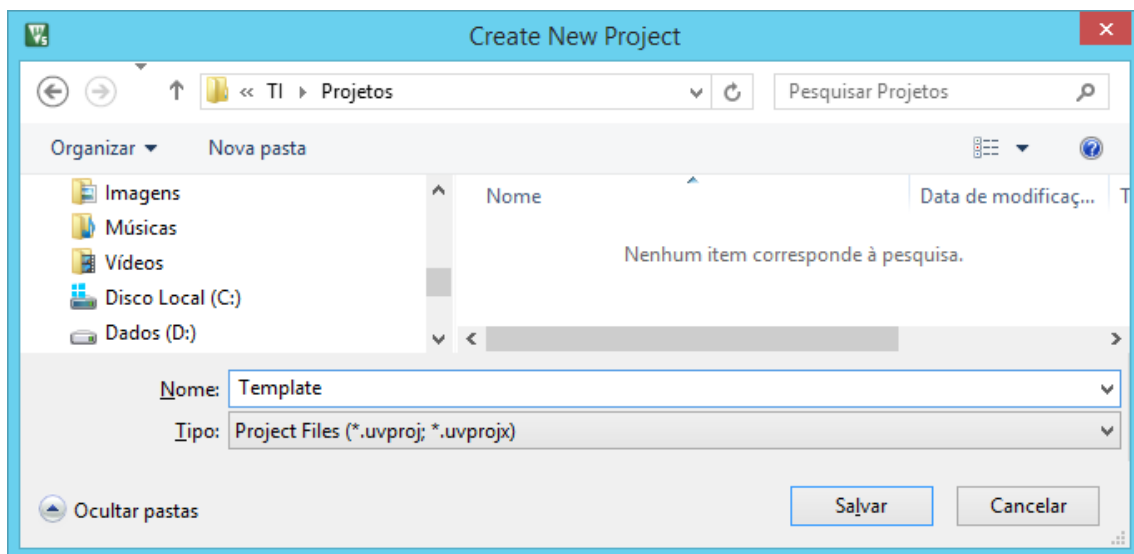 Create New Project
« TI Projetos
Pesquisar Projetos
Organizar
Nova pasta
Imagens
Músicas
Vídeos
Disco Local (C:)
Dados (D:)
Nome
Data de modificaç...
T
Nenhum item corresponde à pesquisa.
Nome: Template
Tipo: Project Files (*.uvproj; *.uvprojx)
Ocultar pastas
Salvar
Cancelar